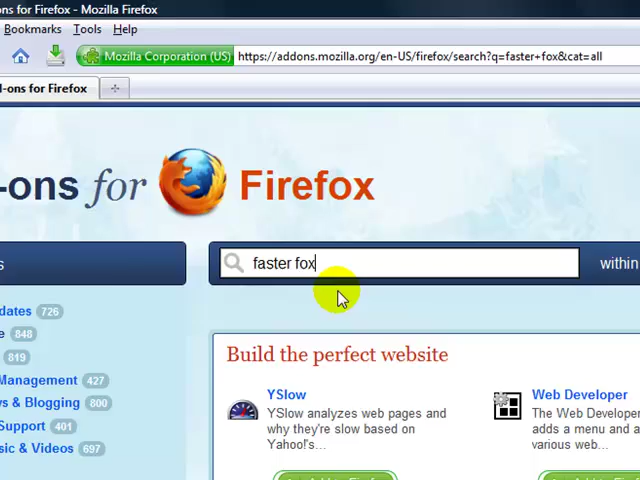 -ons for Firefox - Mozilla Firefox
Bookmarks Tools Help
Mozilla Corporation (US) https://addons.mozilla.org/en-US/firefox/search?q=faster+fox&cat=all
-ons for Firefox
-ons for Firefox
s faster fox within
dates 726
e 848
819
Management 427
s & Blogging 800
Support 401
sic & Videos 697
Build the perfect website
YSlow
YSlow analyzes web pages and
why they're slow based on
Yahoo!'s...
Web Developer
The Web Developer
adds a menu and a
various web...